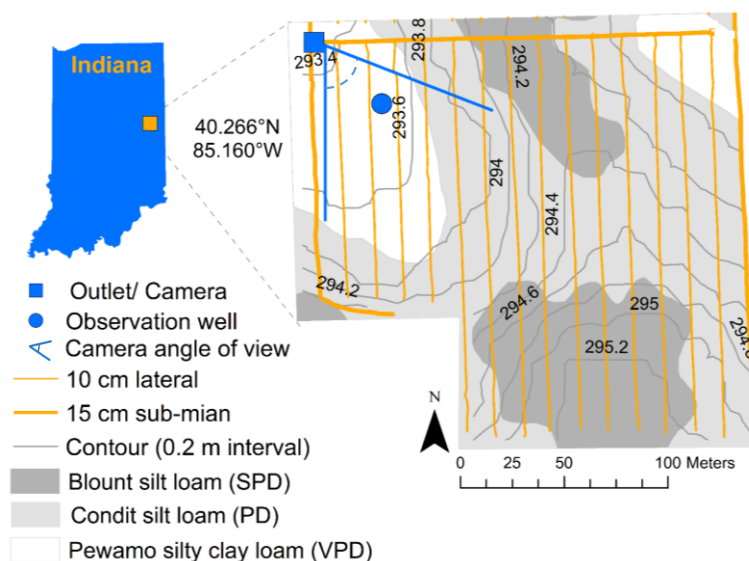 Indiana
40.266°N
85.160°W
Outlet/ Camera
Observation well
Camera angle of view
10 cm lateral
15 cm sub-mian
Contour (0.2 m interval)
Blount silt loam (SPD)
Condit silt loam (PD)
Pewamo silty clay loam (VPD)
293.4
293.8
293.6
294.2
294
294.4
294.2
294.6
295
295.2
N
0 25 50 100 Meters